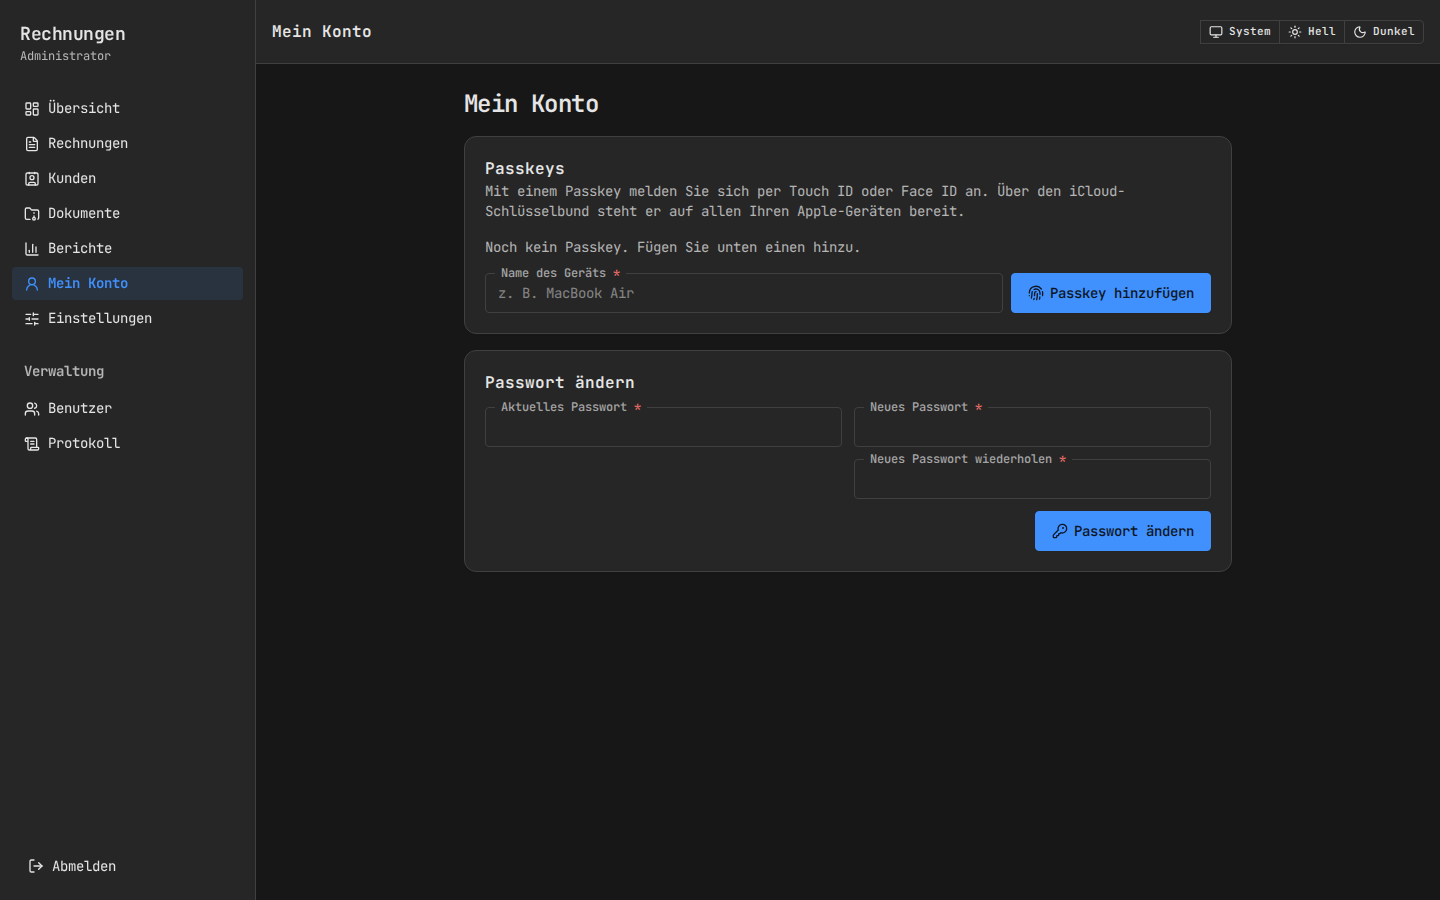 Rechnungen
Administrator
Übersicht
Rechnungen
Kunden
Dokumente
Berichte
Mein Konto
Einstellungen
Verwaltung
Benutzer
Protokoll
Abmelden
Mein Konto
System
Hell
Dunkel
Mein Konto
Passkeys
Mit einem Passkey melden Sie sich per Touch ID oder Face ID an. Über den iCloud-
Schlüsselbund steht er auf allen Ihren Apple-Geräten bereit.
Noch kein Passkey. Fügen Sie unten einen hinzu.
Name des Geräts *
z. B. MacBook Air
Passkey hinzufügen
Passwort ändern
Aktuelles Passwort *
Neues Passwort *
Neues Passwort wiederholen *
Passwort ändern